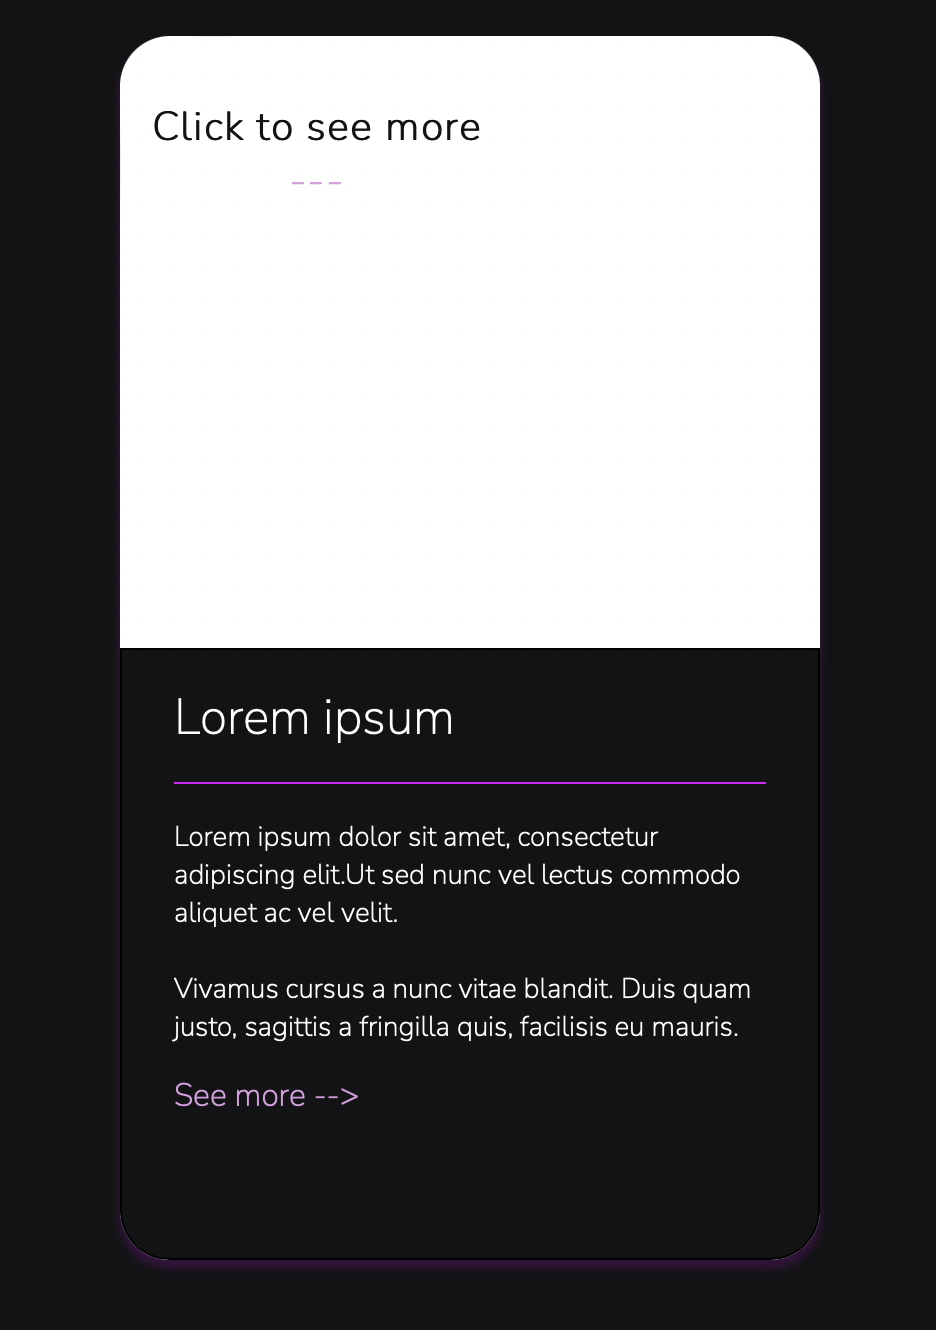 Click to see more
---
Lorem ipsum
Lorem ipsum dolor sit amet, consectetur
adipiscing elit.Ut sed nunc vel lectus commodo
aliquet ac vel velit.
Vivamus cursus a nunc vitae blandit. Duis quam
justo, sagittis a fringilla quis, facilisis eu mauris.
See more -->